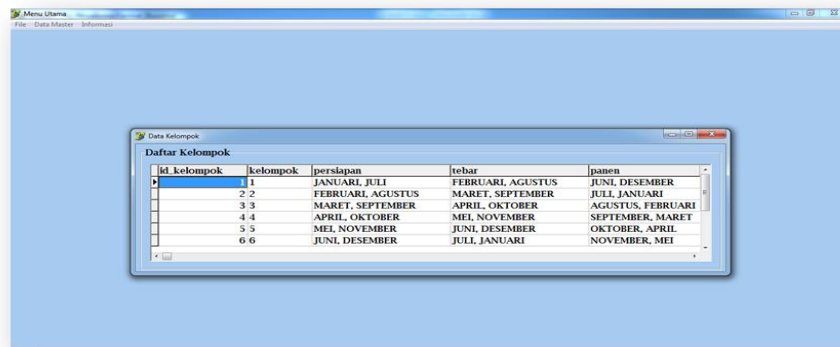 Menu Utama
File Data Master Informasi
Data Kelompok
Daftar Kelompok
id_kelompok kelompok persiapan tebar panen
1 1 JANUARI, JULI FEBRUARI, AGUSTUS JUNI, DESEMBER
2 2 FEBRUARI, AGUSTUS MARET, SEPTEMBER JULI, JANUARI
3 3 MARET, SEPTEMBER APRIL, OKTOBER AGUSTUS, FEBRUARI
4 4 APRIL, OKTOBER MEI, NOVEMBER SEPTEMBER, MARET
5 5 MEI, NOVEMBER JUNI, DESEMBER OKTOBER, APRIL
6 6 JUNI, DESEMBER JULI, JANUARI NOVEMBER, MEI